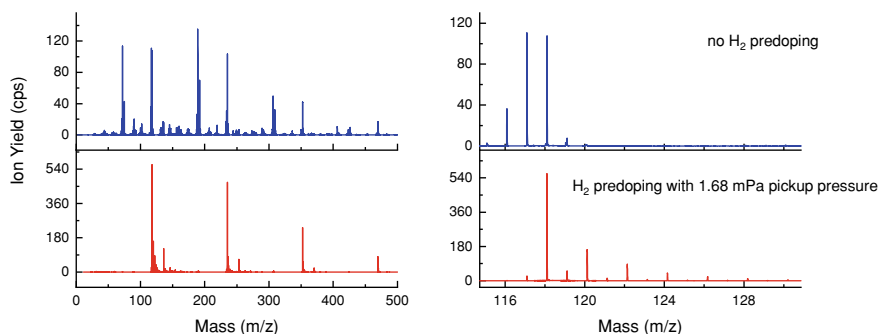 120
80
40
0
Ion Yield (cps)
540
360
180
0
0 100 200 300 400 500
Mass (m/z)
120
80
40
0
no H₂ predoping
540
360
180
0
H₂ predoping with 1.68 mPa pickup pressure
116 120 124 128
Mass (m/z)